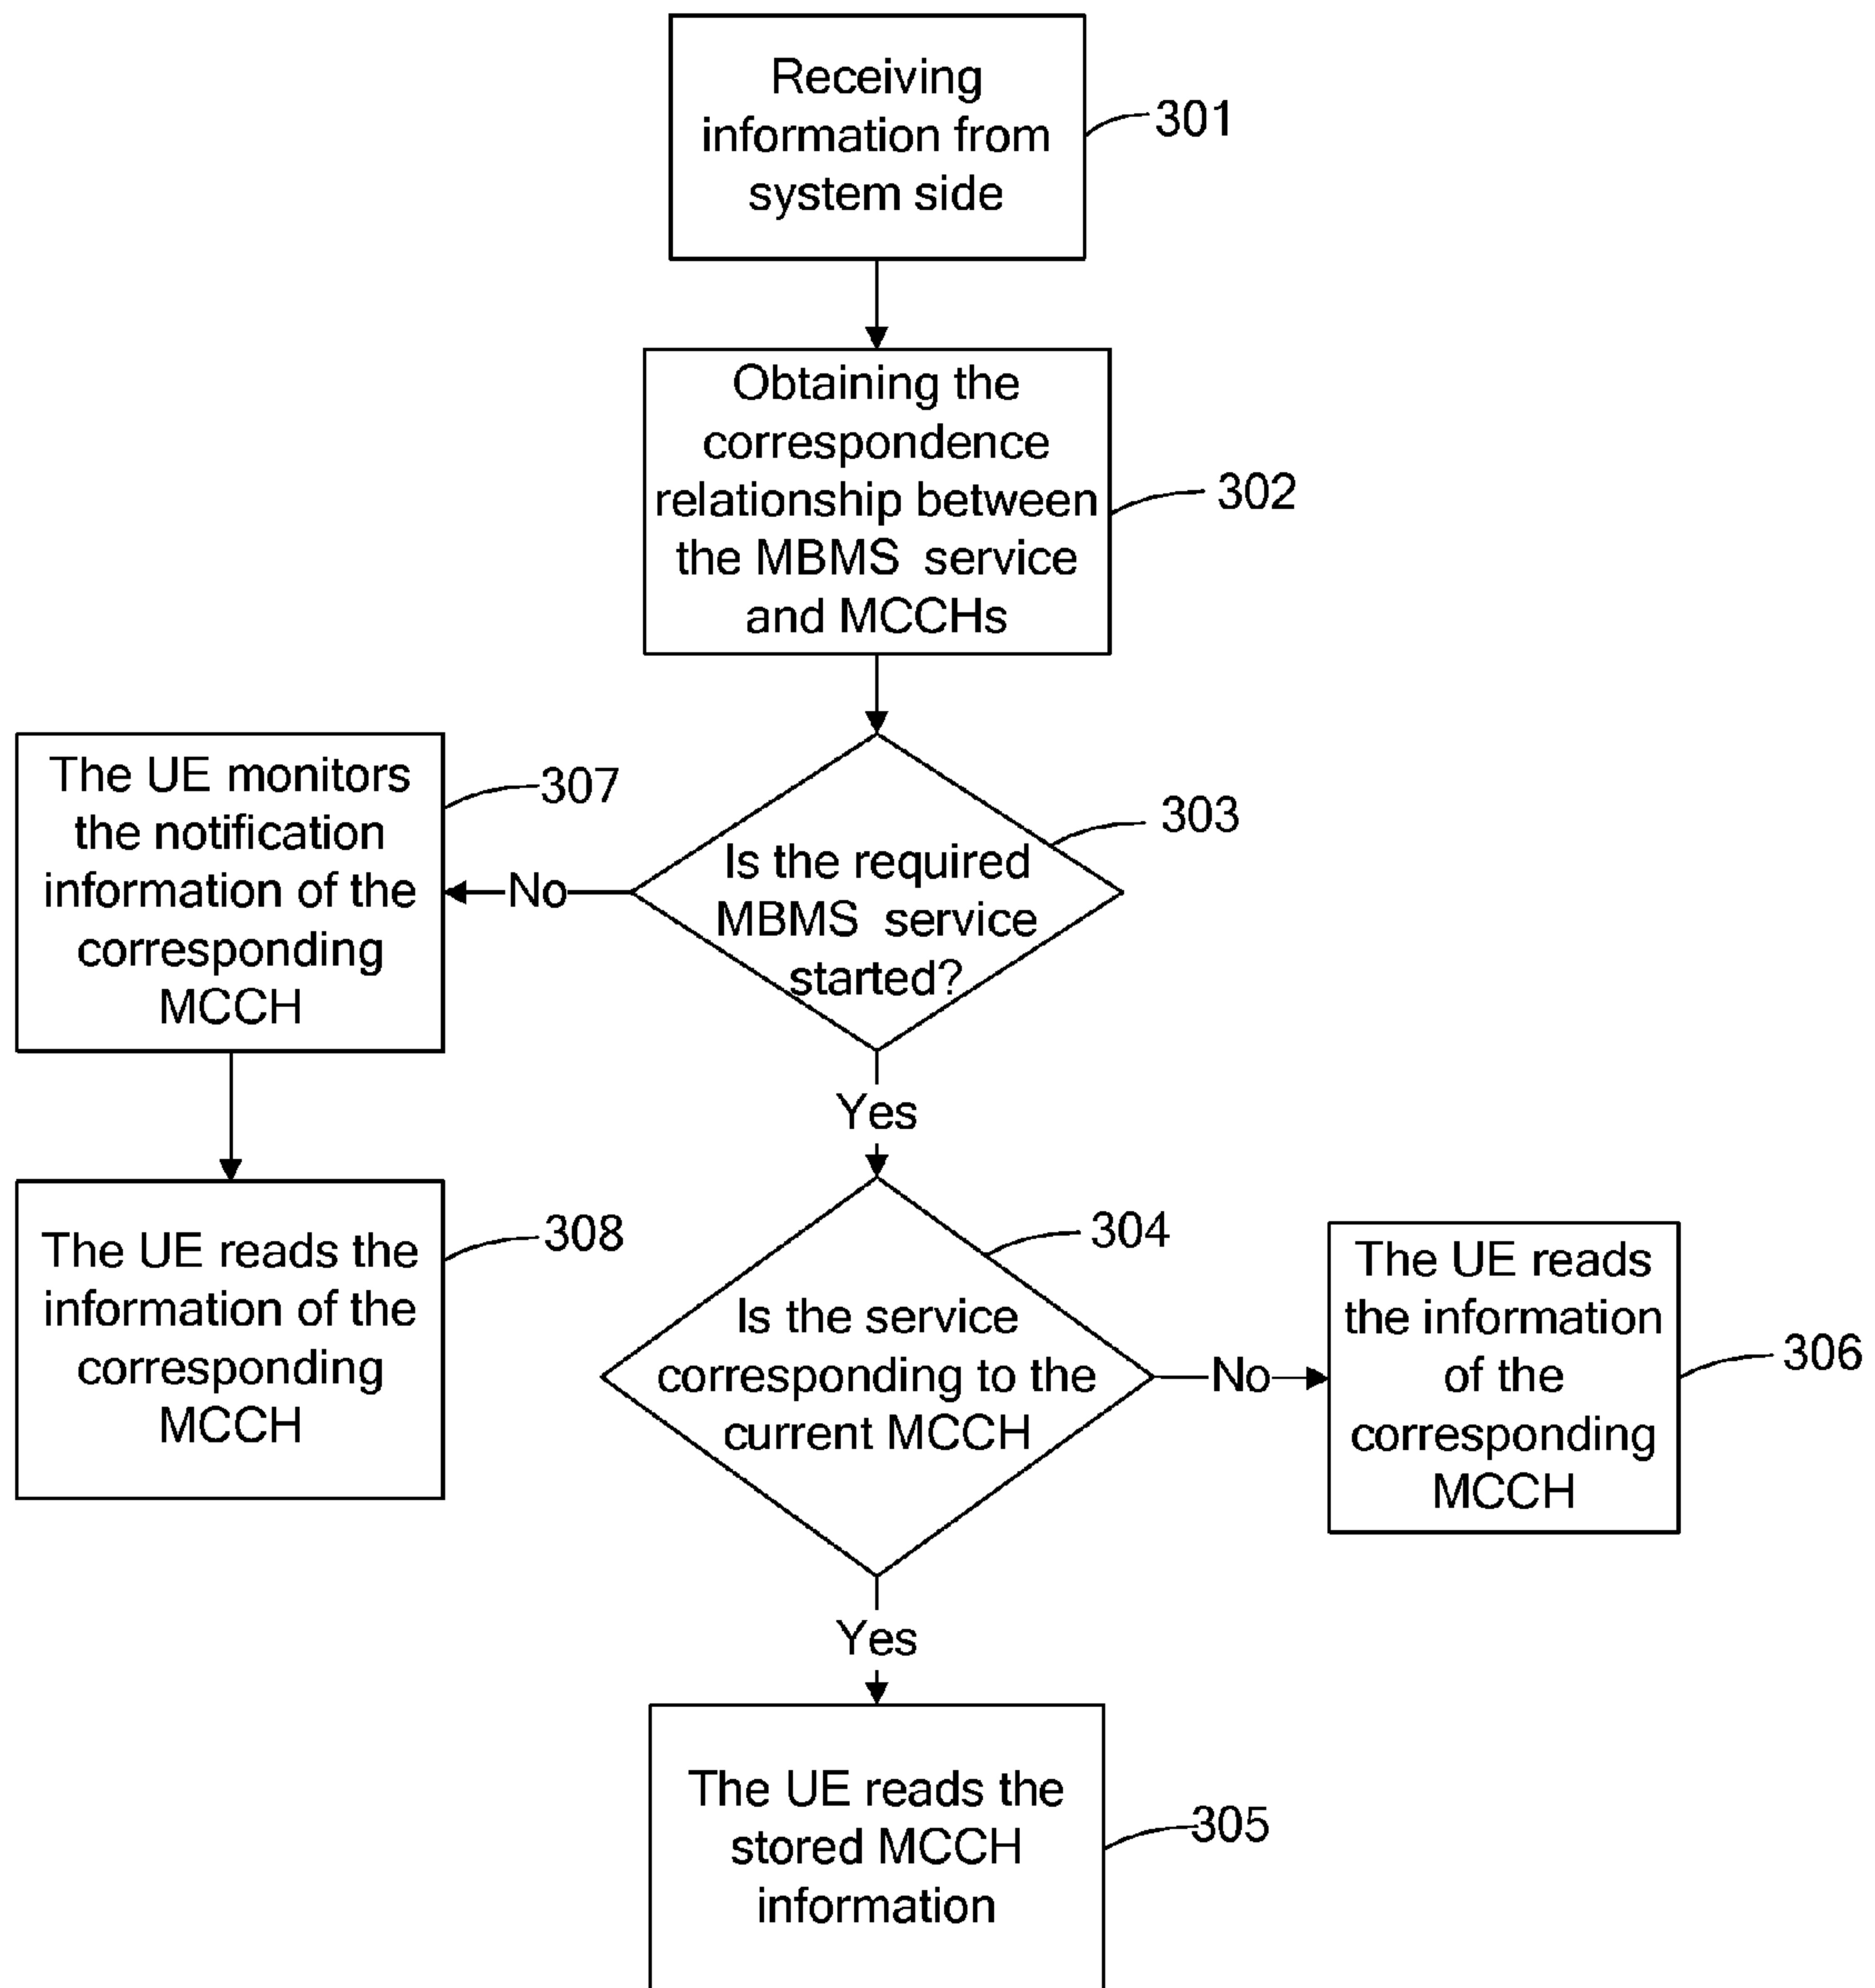 Receiving
information from
system side
301
Obtaining the
correspondence
relationship between
the MBMS service
and MCCHs
302
The UE monitors
the notification
information of the
corresponding
MCCH
307
No
Is the required
MBMS service
started?
303
Yes
The UE reads the
information of the
corresponding
MCCH
308
Is the service
corresponding to the
current MCCH
304
No
The UE reads
the information
of the
corresponding
MCCH
306
Yes
The UE reads the
stored MCCH
information
305